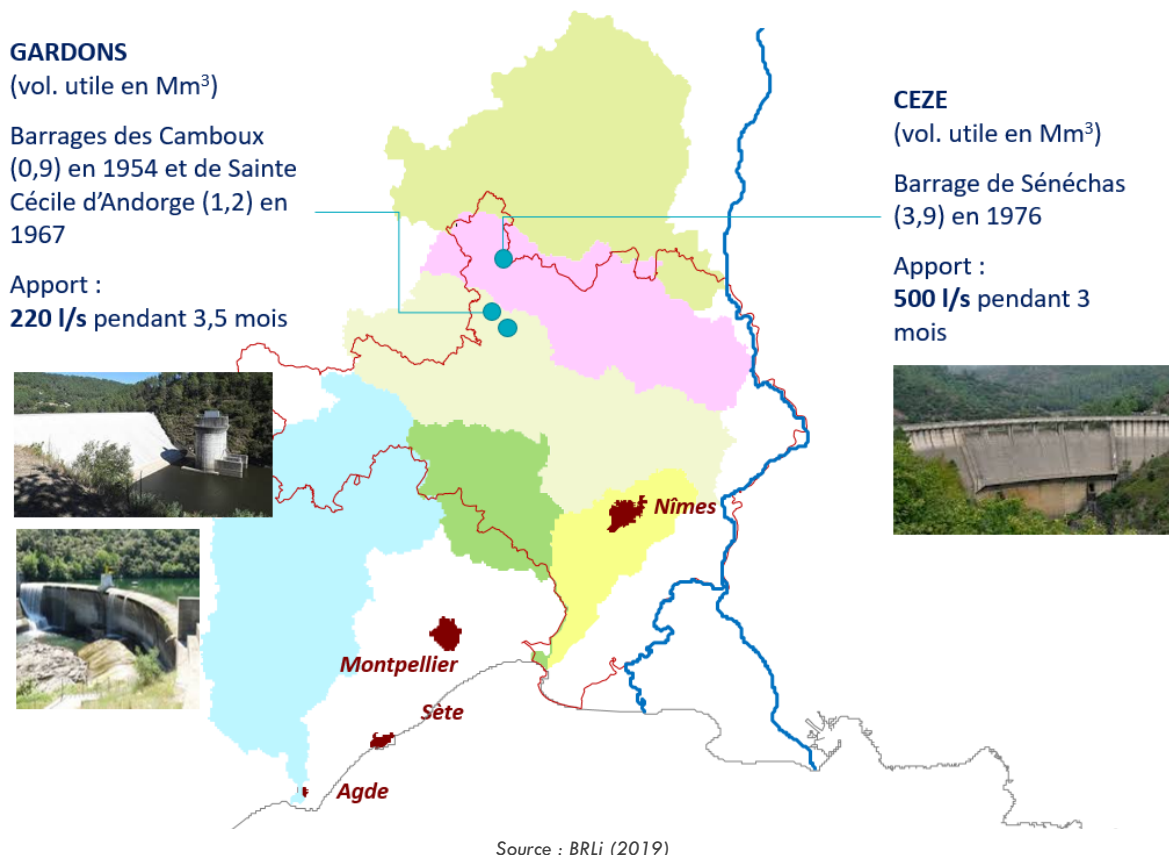 GARDONS
(vol. utile en Mm³)
Barrages des Camboux
(0,9) en 1954 et de Sainte
Cécile d’Andorge (1,2) en
1967
Apport :
220 l/s pendant 3,5 mois
CEZE
(vol. utile en Mm³)
Barrage de Sénéchas
(3,9) en 1976
Apport :
500 l/s pendant 3
mois
Nîmes
Montpellier
Sète
Agde
Source : BRLi (2019)